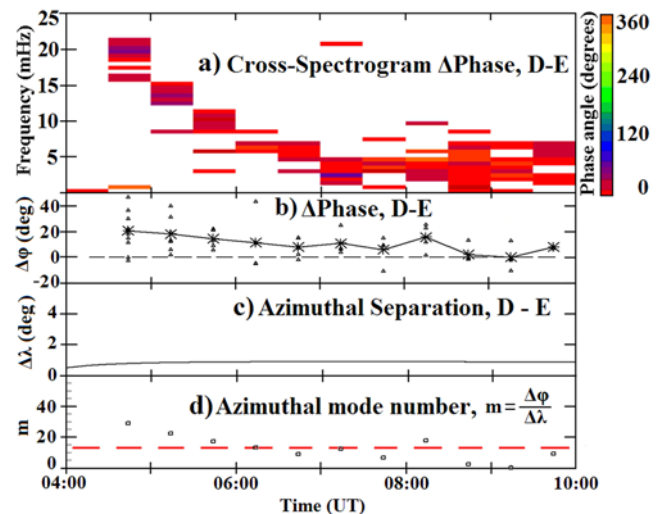 25
20
15
10
5
Frequency (mHz)
a) Cross-Spectrogram ΔPhase, D-E
360
240
120
0
Phase angle (degrees)
40
20
0
-20
Δφ (deg)
b) ΔPhase, D-E
4
2
0
Δλ (deg)
c) Azimuthal Separation, D - E
40
20
0
m
d) Azimuthal mode number, m = Δφ/Δλ
04:00 06:00 08:00 10:00
Time (UT)